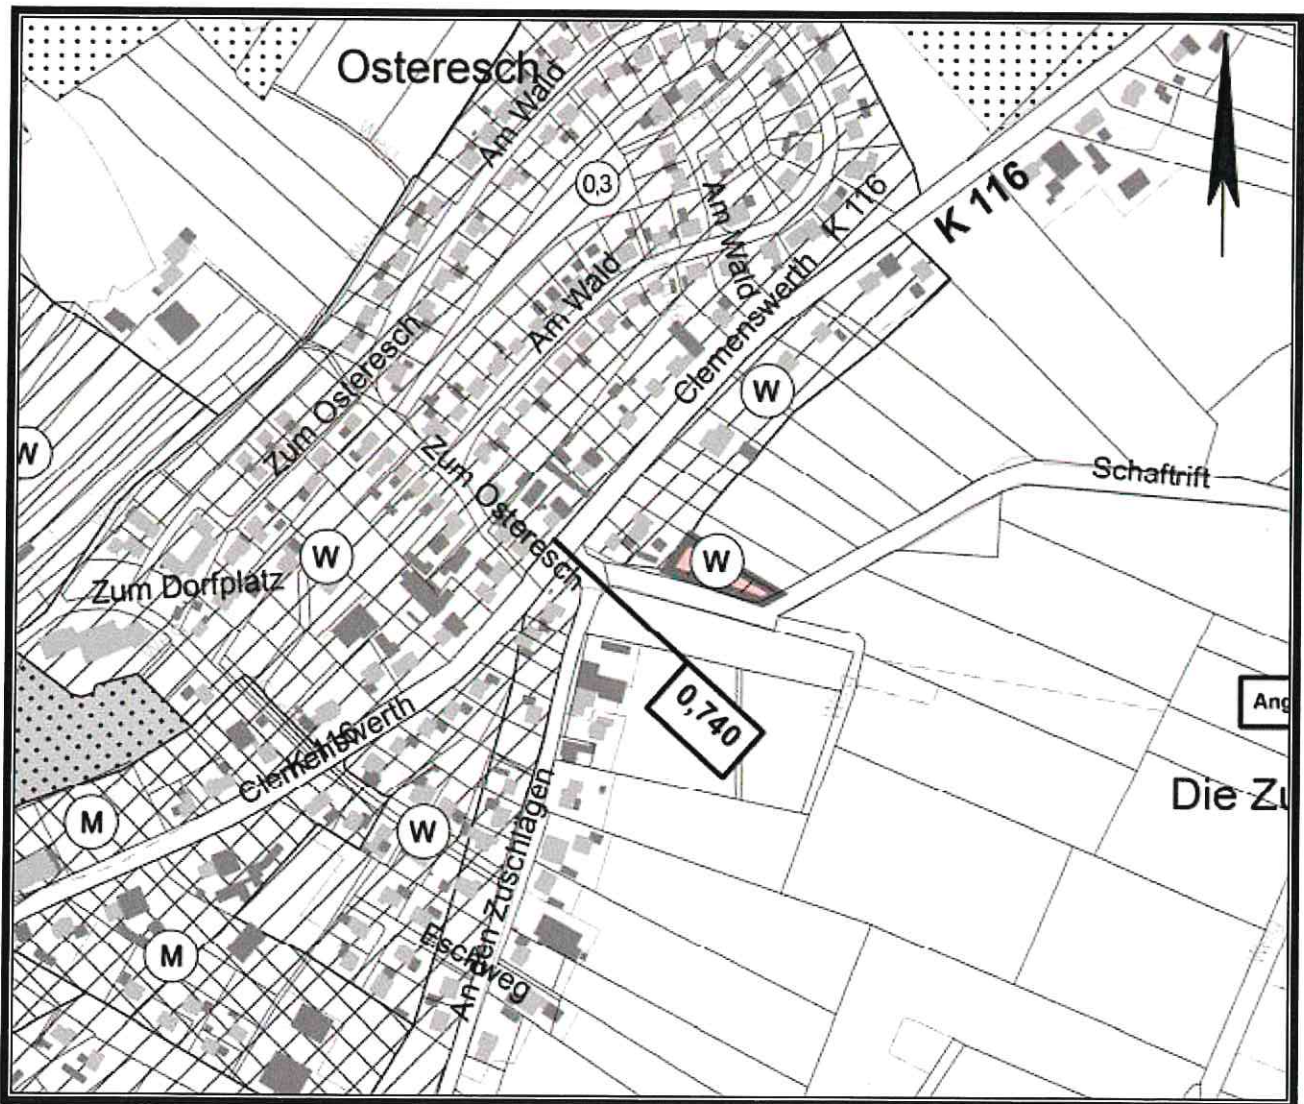 Osteresch
Am Wald
0,3
Am Wald
K 116
K 116
Am Wald
Clemenswerth
Zum Osteresch
W
W
Zum Osteresch
Schaftrift
W
W
Zum Dorfplatz
0,740
Ang
Die Zu
Clemenswerth
M
W
An den Zuschlägen
Eschweg
M